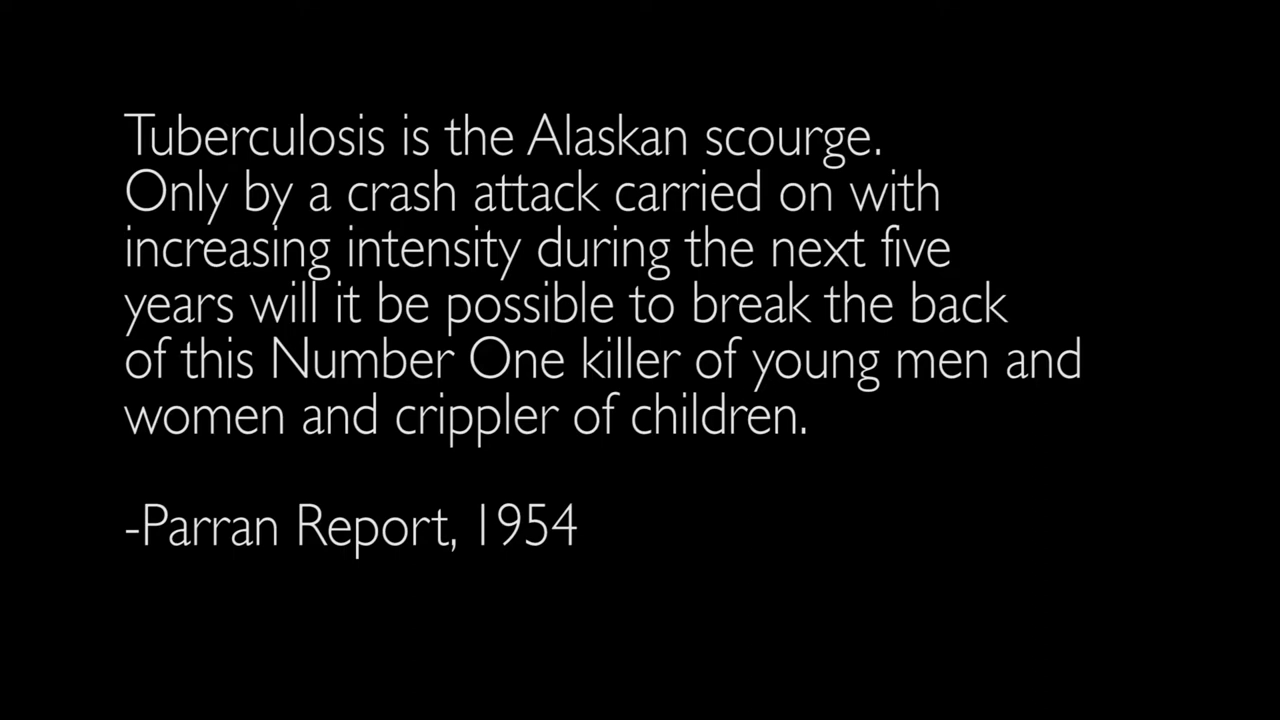 Tuberculosis is the Alaskan scourge.
Only by a crash attack carried on with
increasing intensity during the next five
years will it be possible to break the back
of this Number One killer of young men and
women and crippler of children.
-Parran Report, 1954